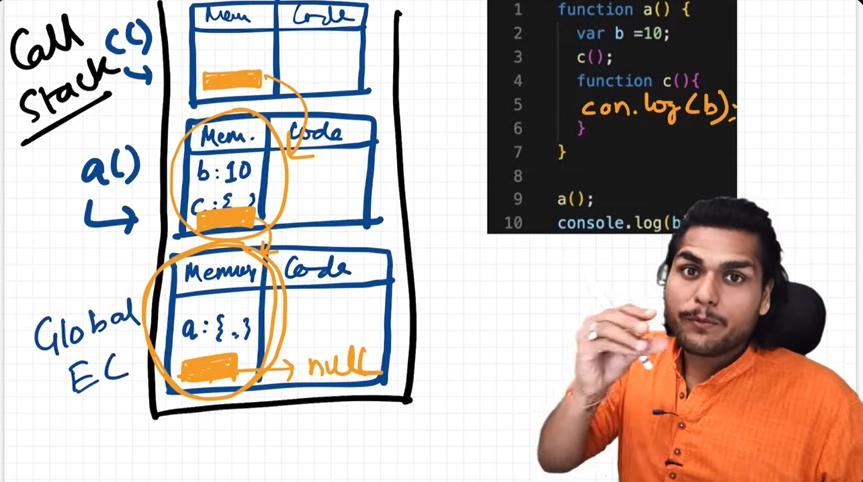 Call
Stack
c()
Mem
Code
a()
Mem.
Code
b:10
c:{ }
Global
EC
Memory
Code
a:{.,}
null
1 function a() {
2 var b =10;
3 c();
4 function c(){
5 con.log(b);
6 }
7 }
8
9 a();
10 console.log(b